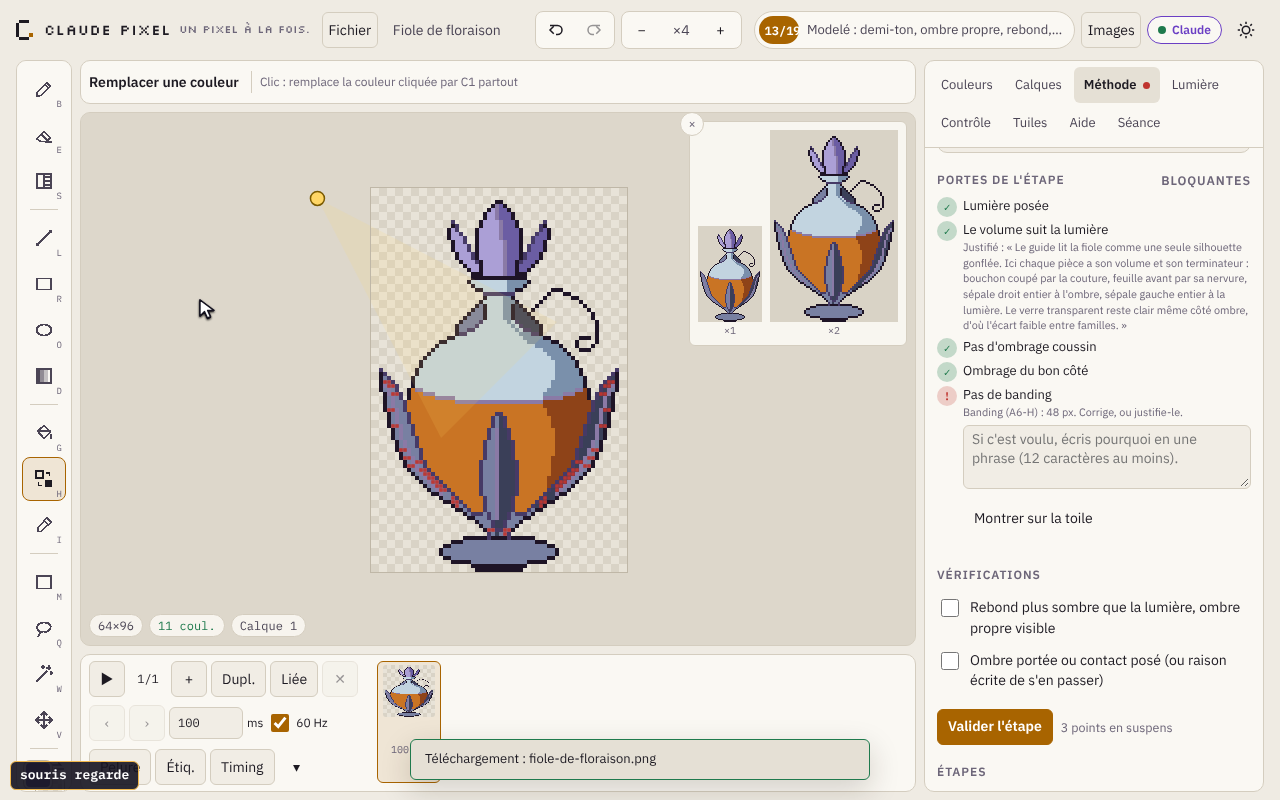 CLAUDE PIXEL UN PIXEL À LA FOIS. Fichier Fiole de floraison − ×4 + 13/19 Modelé : demi-ton, ombre propre, rebond,... Images Claude
Remplacer une couleur Clic : remplace la couleur cliquée par C1 partout
B
E
S
L
R
O
D
G
H
I
M
Q
W
V
×
×1 ×2
64×96 11 coul. Calque 1
1/1 + Dupl. Liée ×
‹ › 100 ms 60 Hz
Étiq. Timing ▼
100
souris regarde
Téléchargement : fiole-de-floraison.png
Couleurs Calques Méthode Lumière
Contrôle Tuiles Aide Séance
PORTES DE L'ÉTAPE BLOQUANTES
✓ Lumière posée
✓ Le volume suit la lumière
Justifié : « Le guide lit la fiole comme une seule silhouette
gonflée. Ici chaque pièce a son volume et son terminateur :
bouchon coupé par la couture, feuille avant par sa nervure,
sépale droit entier à l'ombre, sépale gauche entier à la
lumière. Le verre transparent reste clair même côté ombre,
d'où l'écart faible entre familles. »
✓ Pas d'ombrage coussin
✓ Ombrage du bon côté
! Pas de banding
Banding (A6-H) : 48 px. Corrige, ou justifie-le.
Si c'est voulu, écris pourquoi en une
phrase (12 caractères au moins).
Montrer sur la toile
VÉRIFICATIONS
Rebond plus sombre que la lumière, ombre
propre visible
Ombre portée ou contact posé (ou raison
écrite de s'en passer)
Valider l'étape 3 points en suspens
ÉTAPES